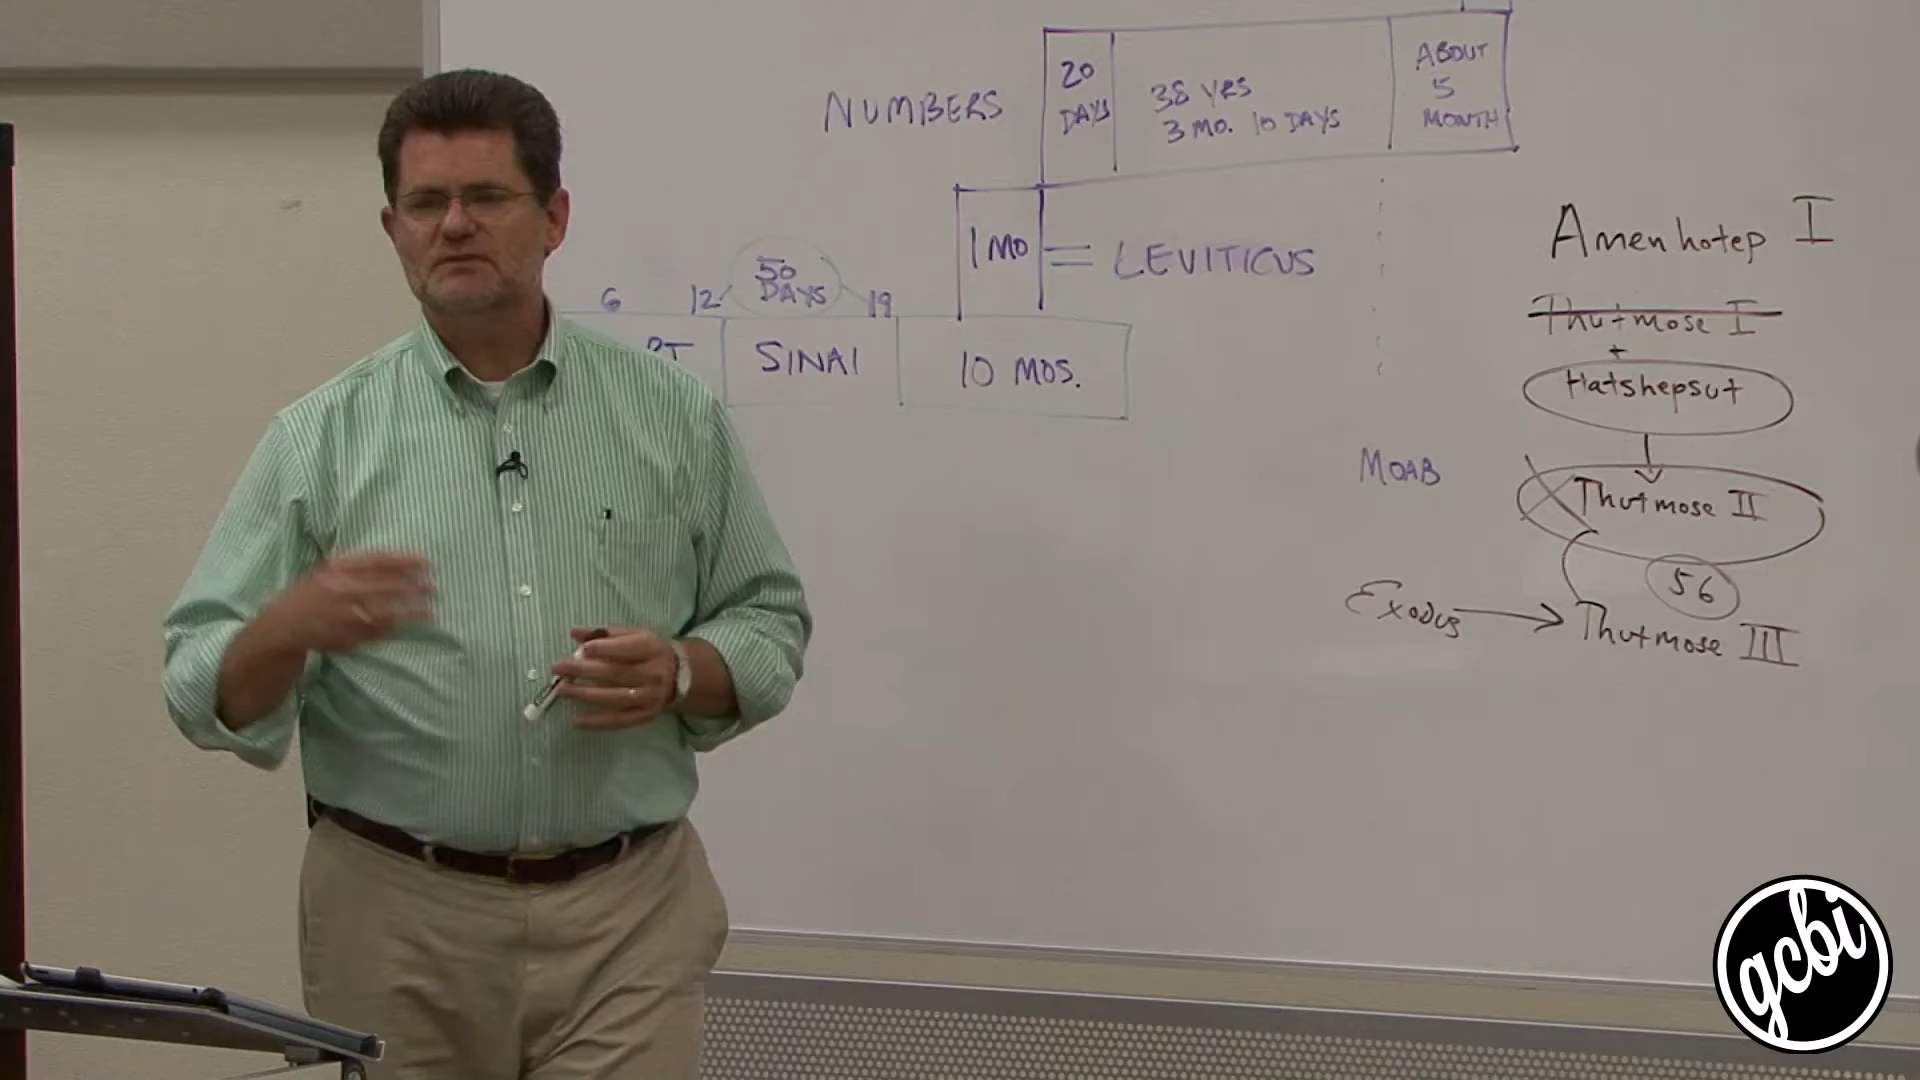 NUMBERS
20
DAYS
38 YRS
3 MO. 10 DAYS
ABOUT
5
MONTH
1 MO
LEVITICUS
6
12
50
DAYS
19
PT
SINAI
10 MOS.
MOAB
Amenhotep I
Thutmose I
+
Hatshepsut
Thutmose II
56
Exodus
Thutmose III
gcbi